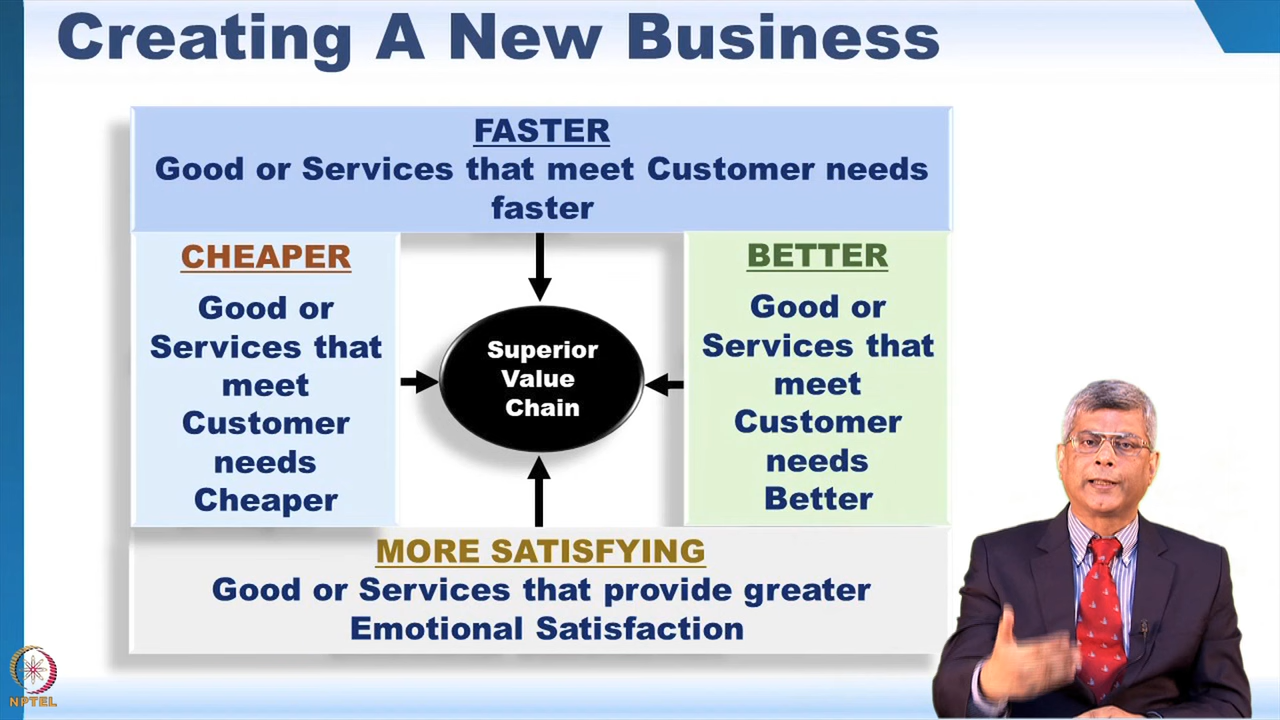 Creating A New Business
FASTER
Good or Services that meet Customer needs
faster
CHEAPER
Good or
Services that
meet
Customer
needs
Cheaper
Superior
Value
Chain
BETTER
Good or
Services that
meet
Customer
needs
Better
MORE SATISFYING
Good or Services that provide greater
Emotional Satisfaction
NPTEL